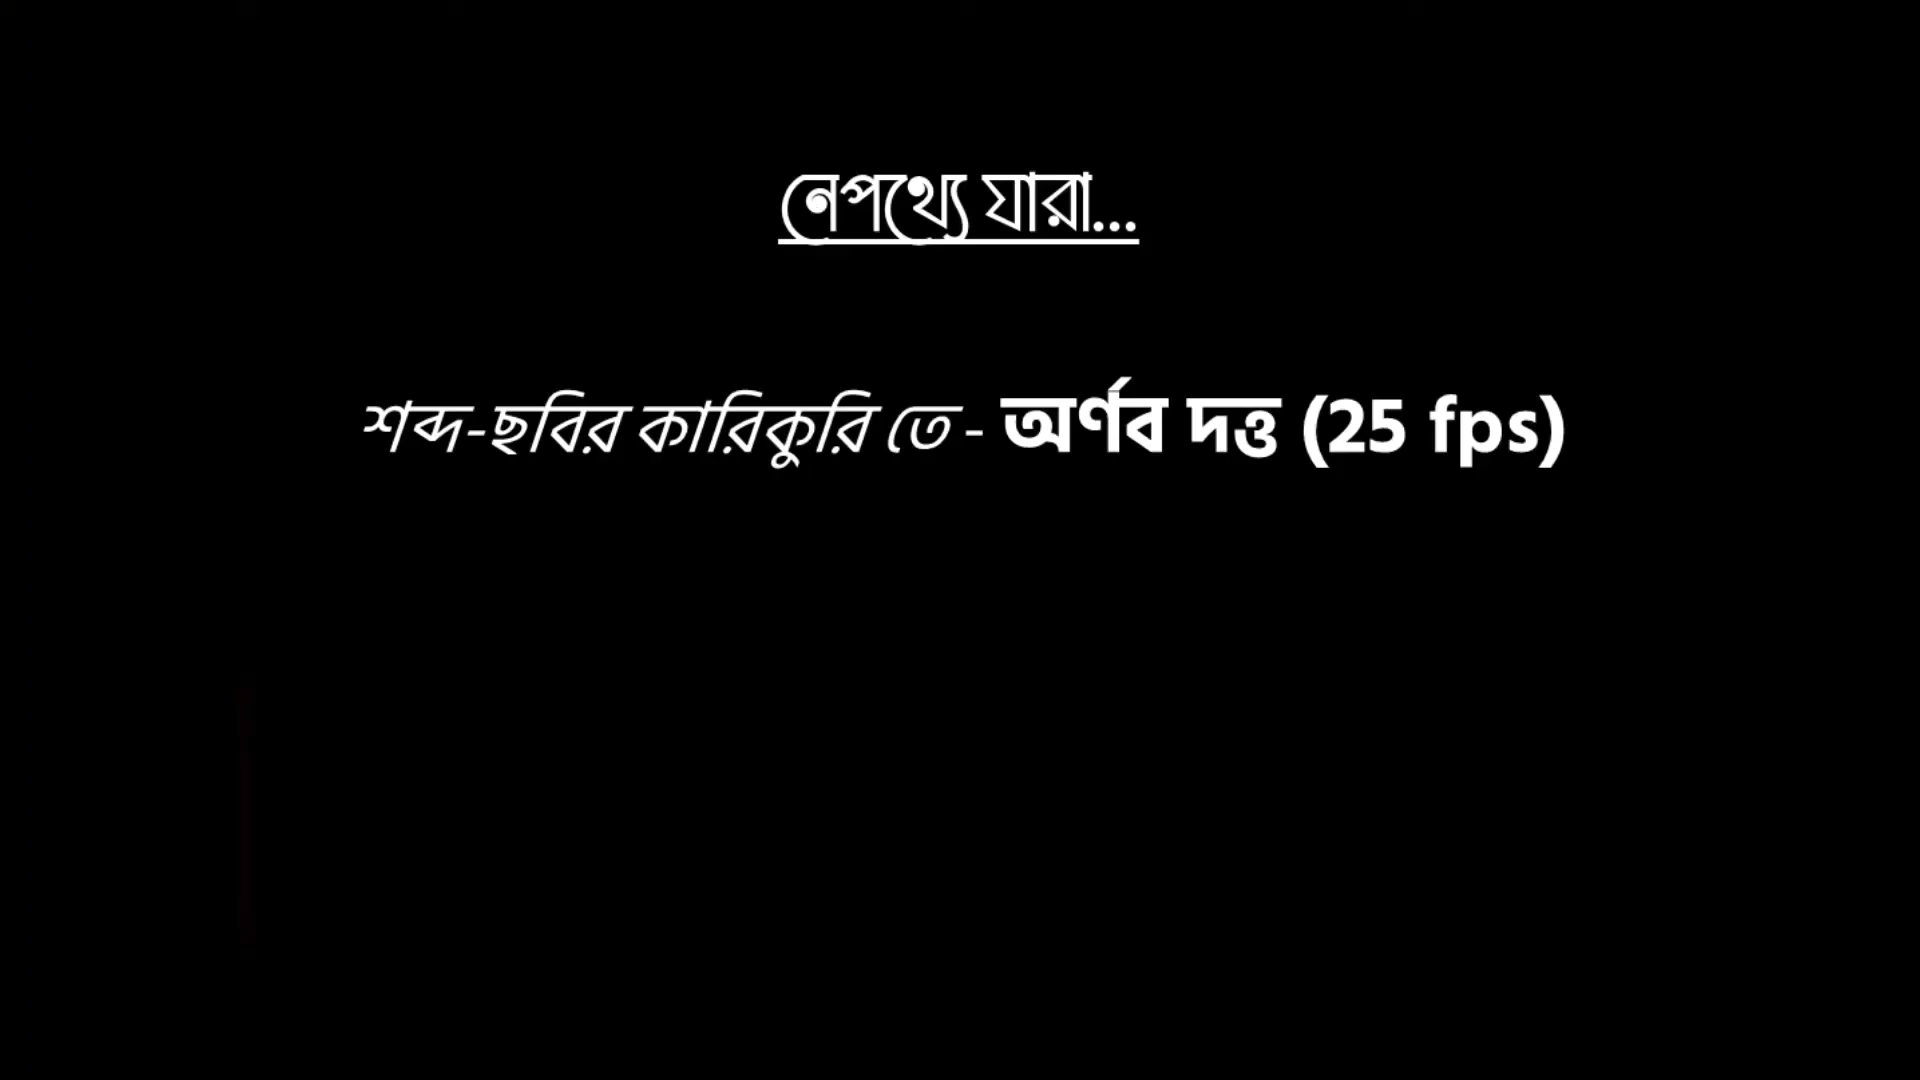 নেপথ্যে যারা...
শব্দ-ছবির কারিকুরি তে - অর্ণব দত্ত (25 fps)